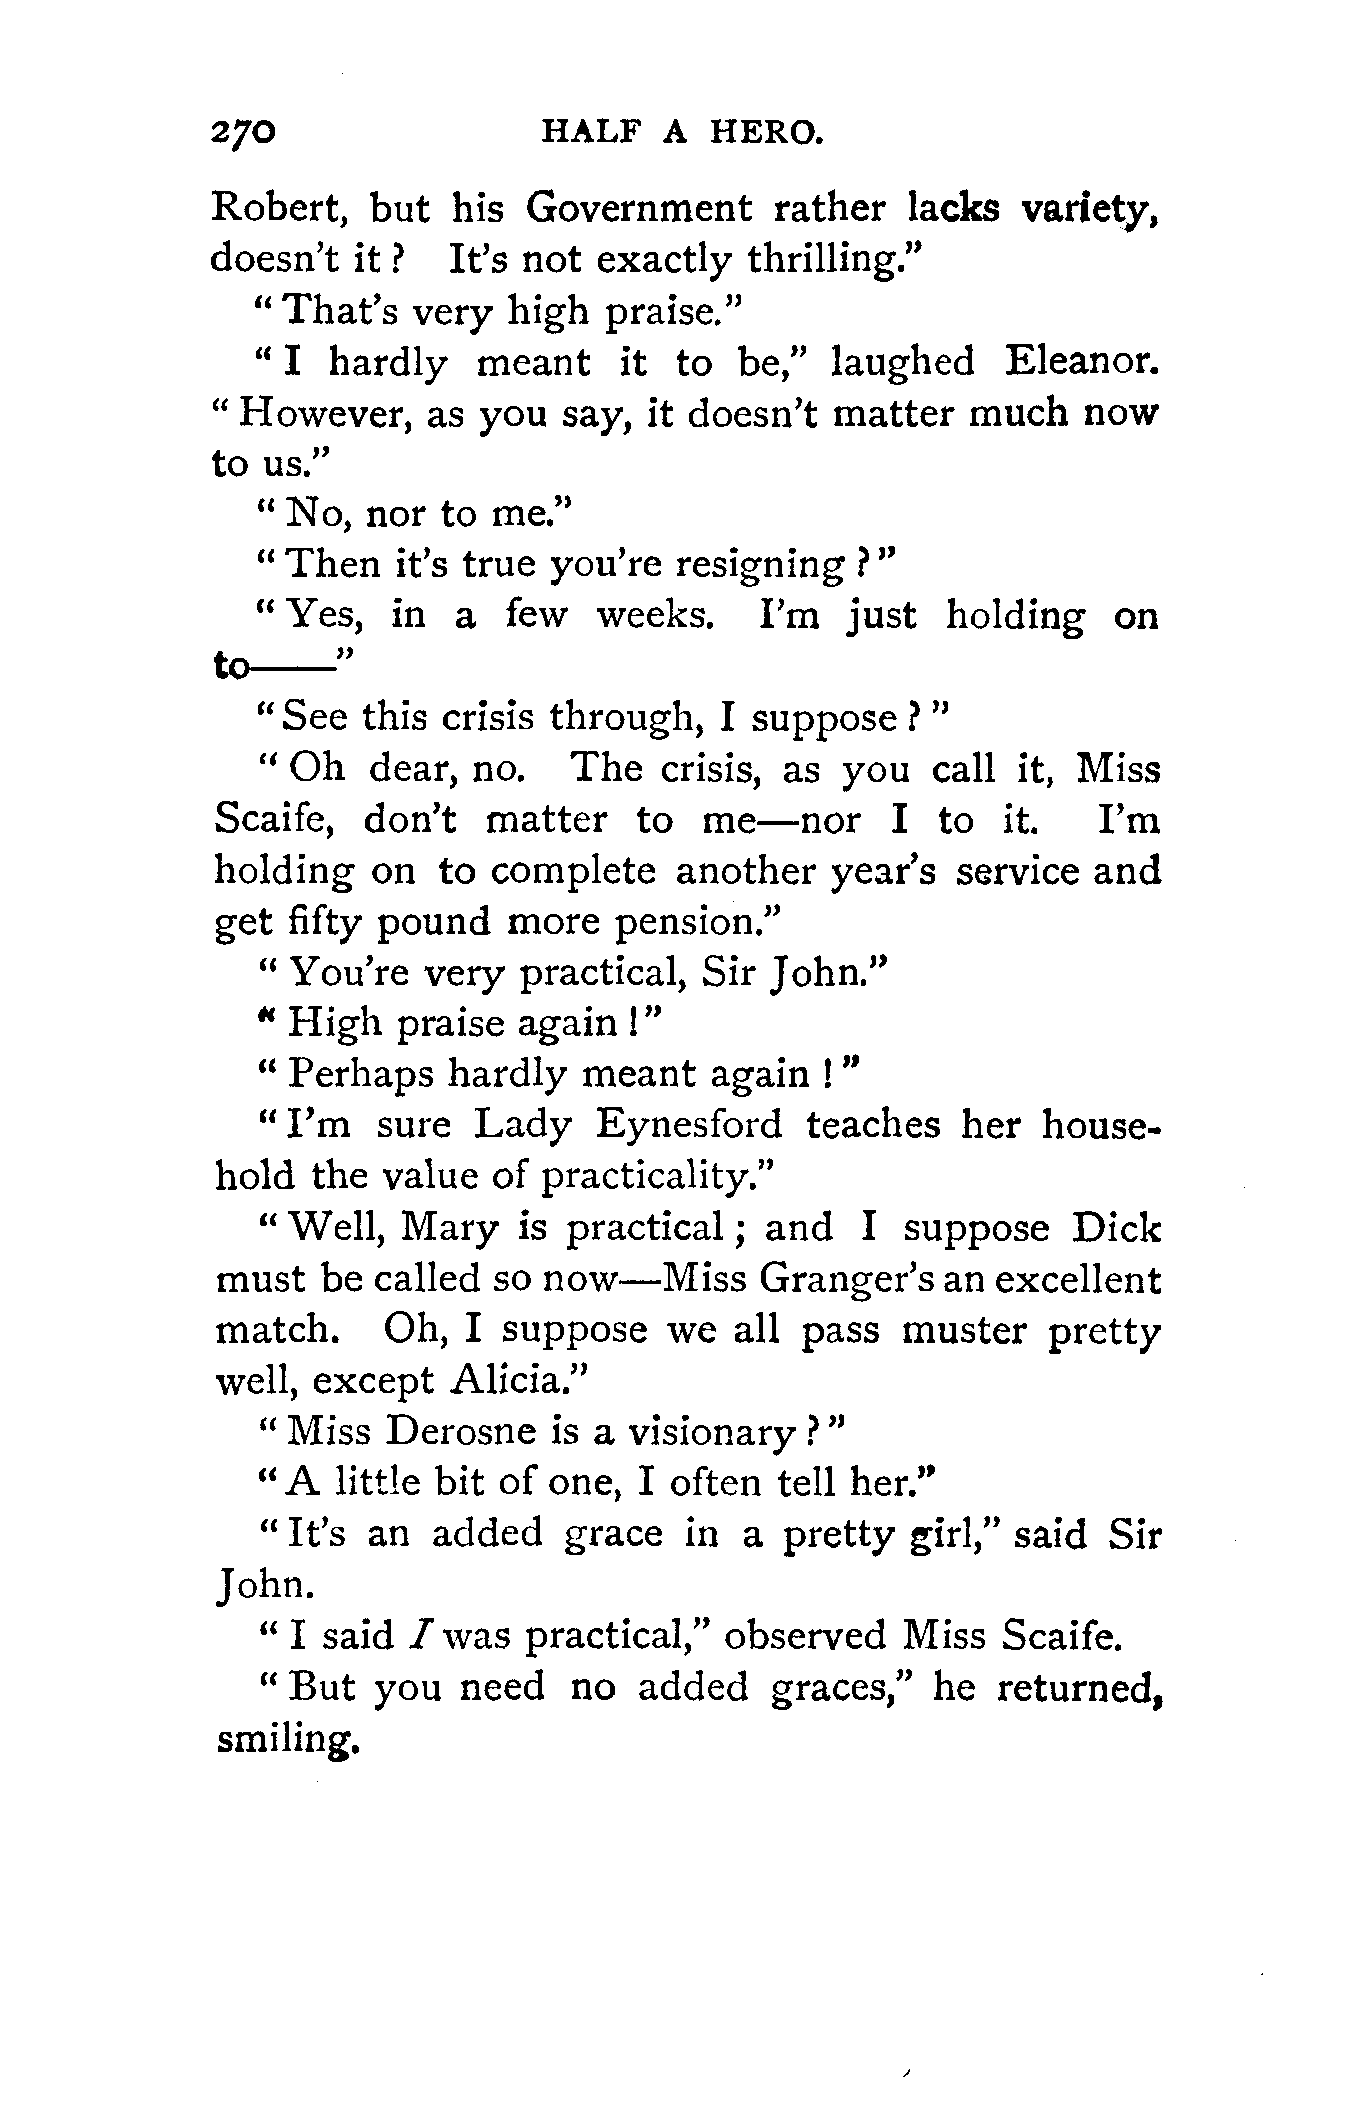 270 HALF A HERO.
Robert, but his Government rather lacks variety,
doesn't it ? It's not exactly thrilling."
" That's very high praise."
" I hardly meant it to be," laughed Eleanor.
" However, as you say, it doesn't matter much now
to us."
" No, nor to me."
" Then it's true you're resigning ? "
" Yes, in a few weeks. I'm just holding on
to——"
" See this crisis through, I suppose ? "
" Oh dear, no. The crisis, as you call it, Miss
Scaife, don't matter to me—nor I to it. I'm
holding on to complete another year's service and
get fifty pound more pension."
" You're very practical, Sir John."
" High praise again ! "
" Perhaps hardly meant again ! "
" I'm sure Lady Eynesford teaches her house-
hold the value of practicality."
" Well, Mary is practical ; and I suppose Dick
must be called so now—Miss Granger's an excellent
match. Oh, I suppose we all pass muster pretty
well, except Alicia."
" Miss Derosne is a visionary ? "
" A little bit of one, I often tell her."
" It's an added grace in a pretty girl," said Sir
John.
" I said I was practical," observed Miss Scaife.
" But you need no added graces," he returned,
smiling.